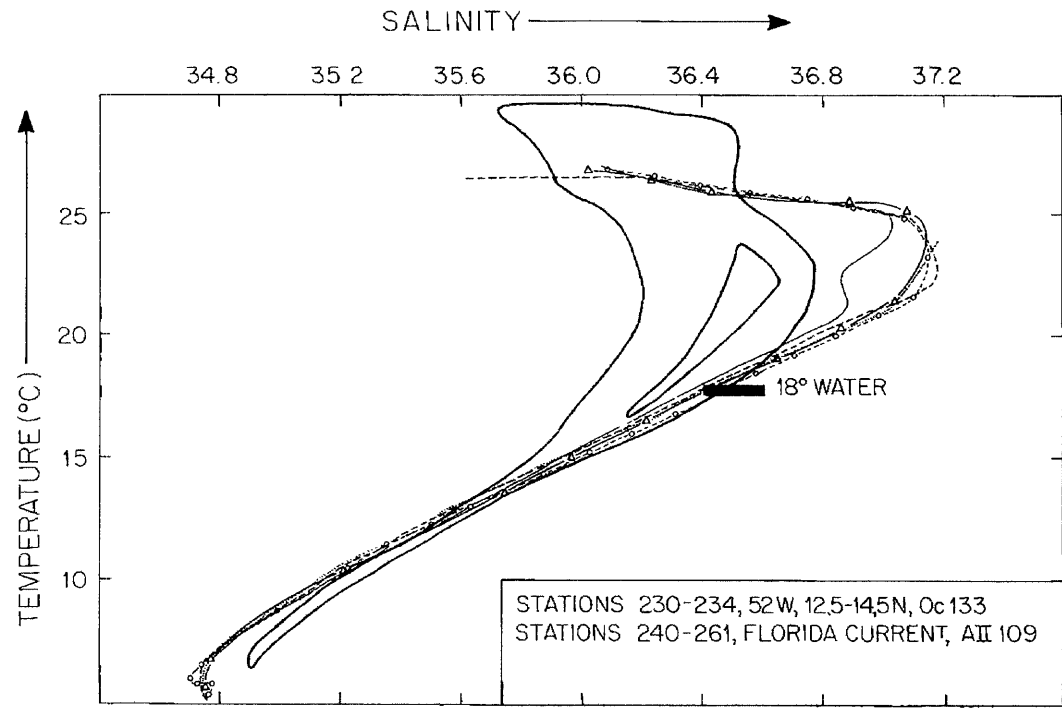 SALINITY
34.8 35.2 35.6 36.0 36.4 36.8 37.2
TEMPERATURE (°C)
25
20
18° WATER
15
10
STATIONS 230-234, 52W, 12.5-14.5N, Oc 133
STATIONS 240-261, FLORIDA CURRENT, AII 109